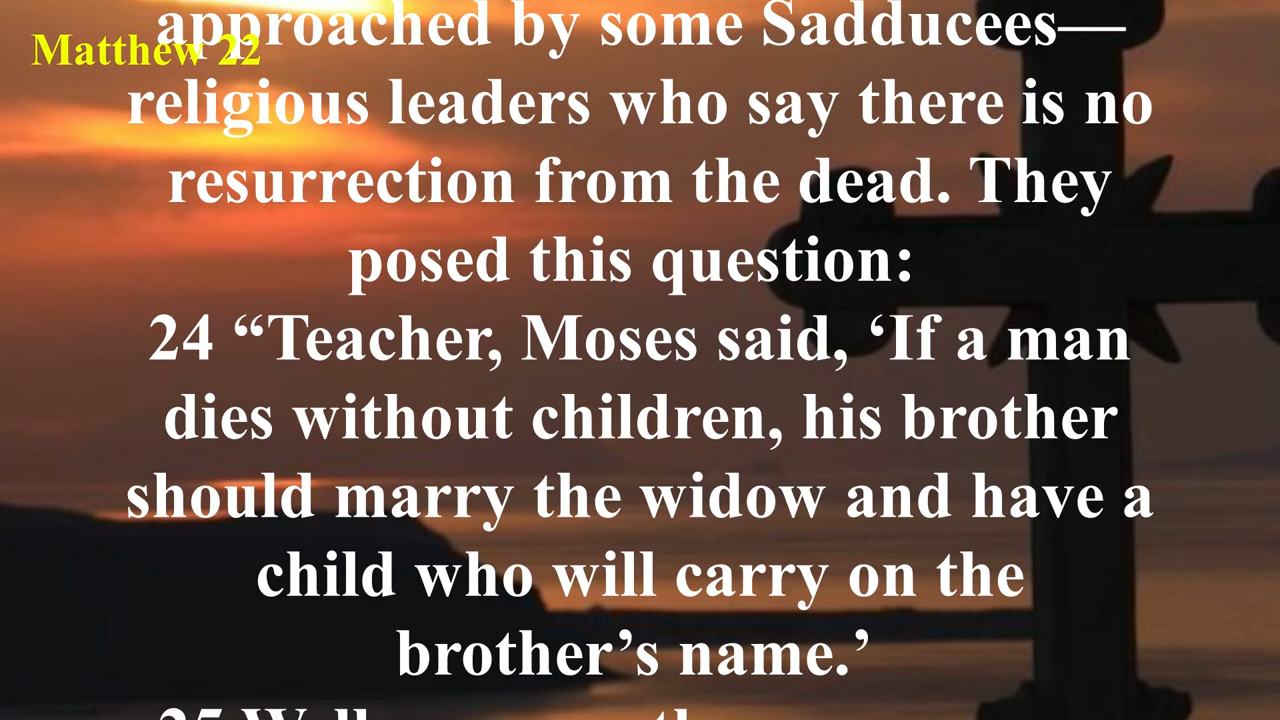 Matthew 22
approached by some Sadducees—
religious leaders who say there is no
resurrection from the dead. They
posed this question:
24 “Teacher, Moses said, ‘If a man
dies without children, his brother
should marry the widow and have a
child who will carry on the
brother’s name.’